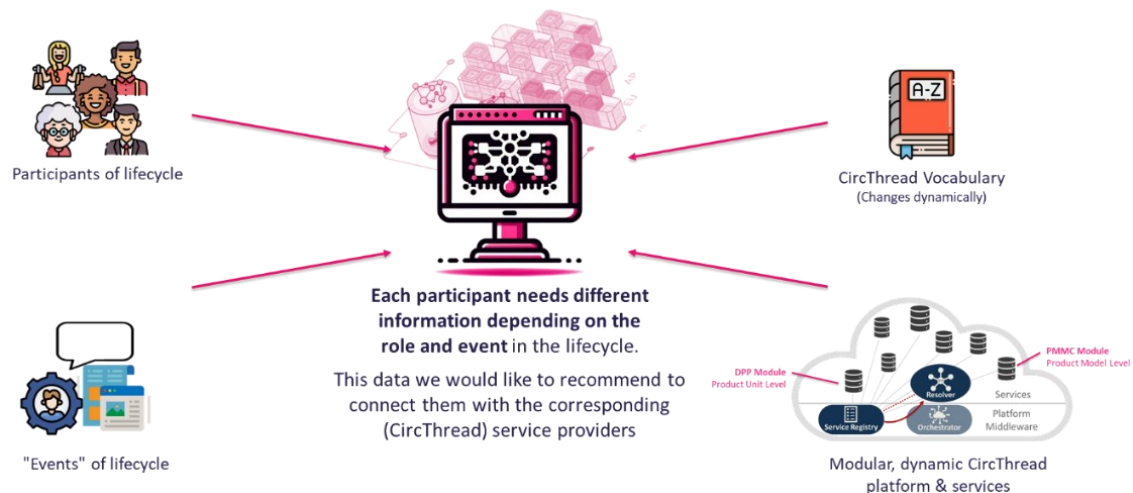 Participants of lifecycle
A-Z
CircThread Vocabulary
(Changes dynamically)
Each participant needs different
information depending on the
role and event in the lifecycle.
This data we would like to recommend to
connect them with the corresponding
(CircThread) service providers
"Events" of lifecycle
PMMC Module
Product Model Level
DPP Module
Product Unit Level
Resolver
Services
Service Registry
Orchestrator
Platform
Middleware
Modular, dynamic CircThread
platform & services